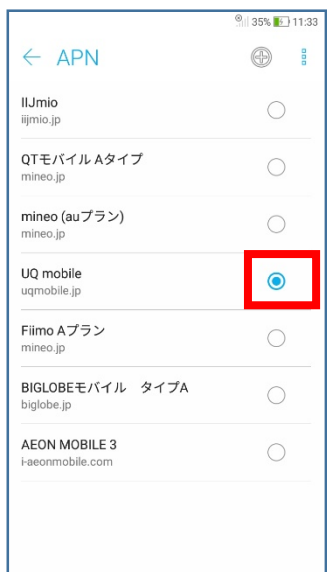 35% 11:33
← APN
IIJmio
iijmio.jp
QTモバイル Aタイプ
mineo.jp
mineo (auプラン)
mineo.jp
UQ mobile
uqmobile.jp
Fiimo Aプラン
mineo.jp
BIGLOBEモバイル　タイプA
biglobe.jp
AEON MOBILE 3
i-aeonmobile.com